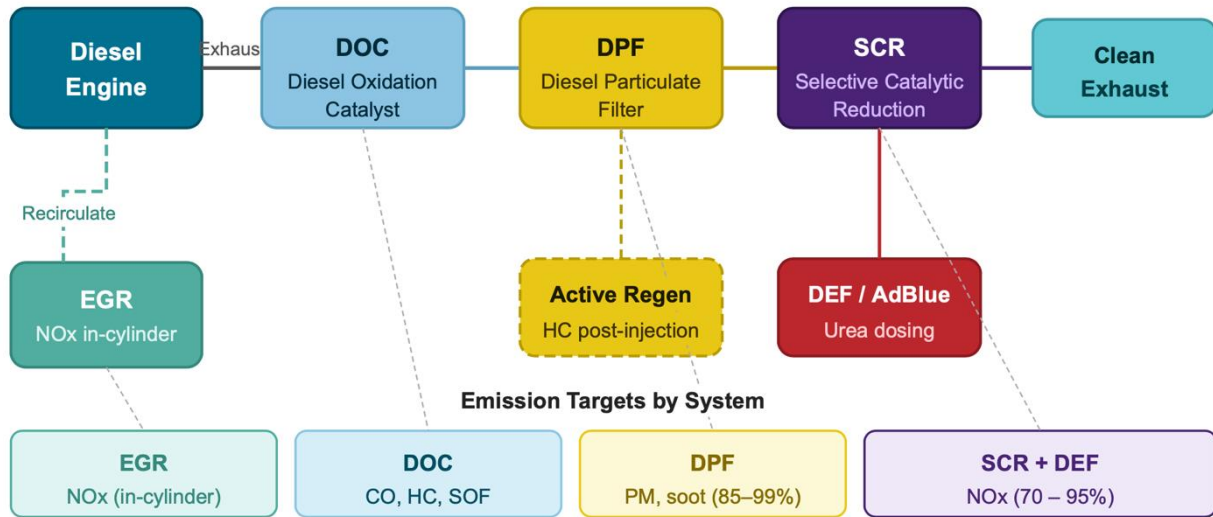 Diesel
Engine
Exhaus
DOC
Diesel Oxidation
Catalyst
DPF
Diesel Particulate
Filter
SCR
Selective Catalytic
Reduction
Clean
Exhaust
Recirculate
EGR
NOx in-cylinder
Active Regen
HC post-injection
DEF / AdBlue
Urea dosing
Emission Targets by System
EGR
NOx (in-cylinder)
DOC
CO, HC, SOF
DPF
PM, soot (85–99%)
SCR + DEF
NOx (70 – 95%)